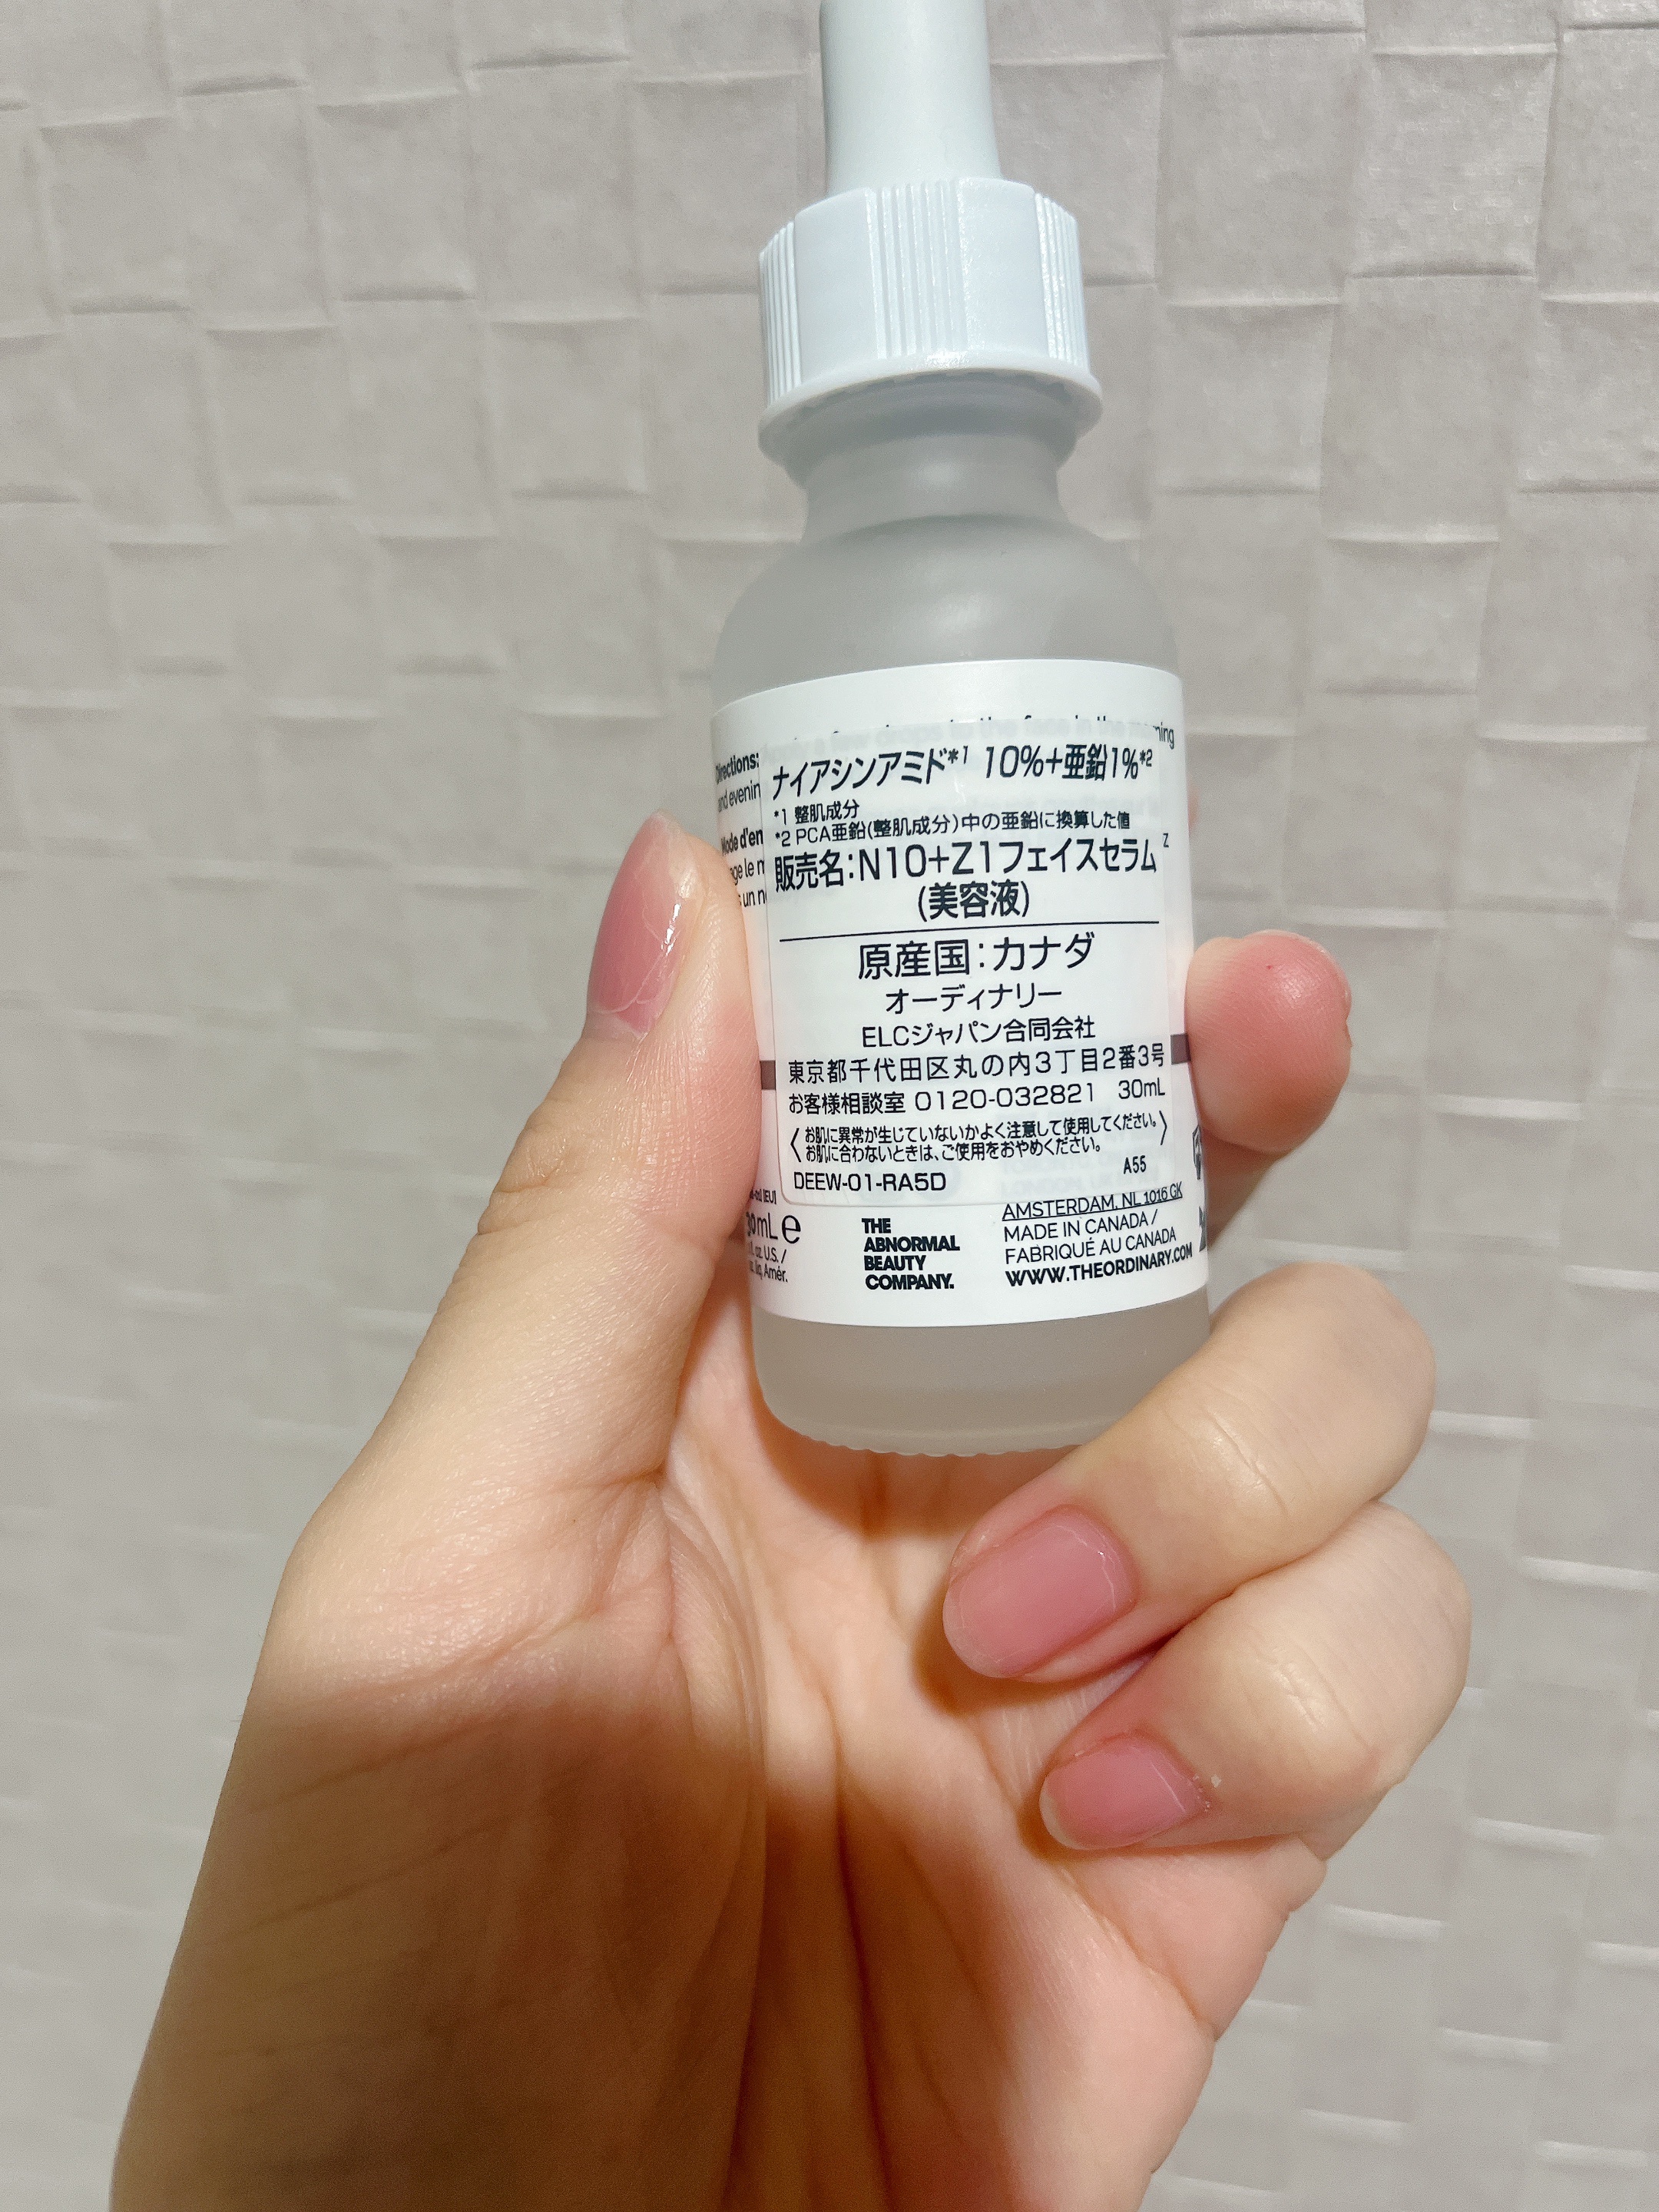 Directions:
and evenin
ナイアシンアミド*1 10%+亜鉛1%*2
*1 整肌成分
*2 PCA亜鉛(整肌成分)中の亜鉛に換算した値
販売名:N10+Z1フェイスセラム
(美容液)
原産国:カナダ
オーディナリー
ELCジャパン合同会社
東京都千代田区丸の内3丁目2番3号
お客様相談室 0120-032821 30mL
〈お肌に異常が生じていないかよく注意して使用してください。
お肌に合わないときは、ご使用をおやめください。〉
DEEW-01-RA5D A55
30mLe
THE
ABNORMAL
BEAUTY
COMPANY.
AMSTERDAM, NL 1016 GK
MADE IN CANADA /
FABRIQUÉ AU CANADA
WWW.THEORDINARY.COM